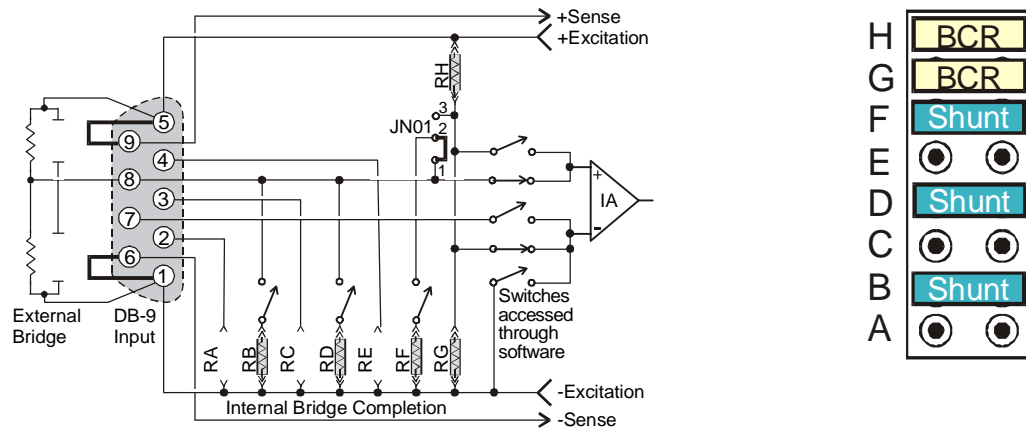 +Sense
+Excitation
RH
3
JN01
2
1
5
9
4
8
3
7
2
6
1
+
IA
-
External
Bridge
DB-9
Input
RA
RB
RC
RD
RE
RF
RG
Switches
accessed
through
software
-Excitation
Internal Bridge Completion
-Sense
H BCR
G BCR
F Shunt
E
D Shunt
C
B Shunt
A